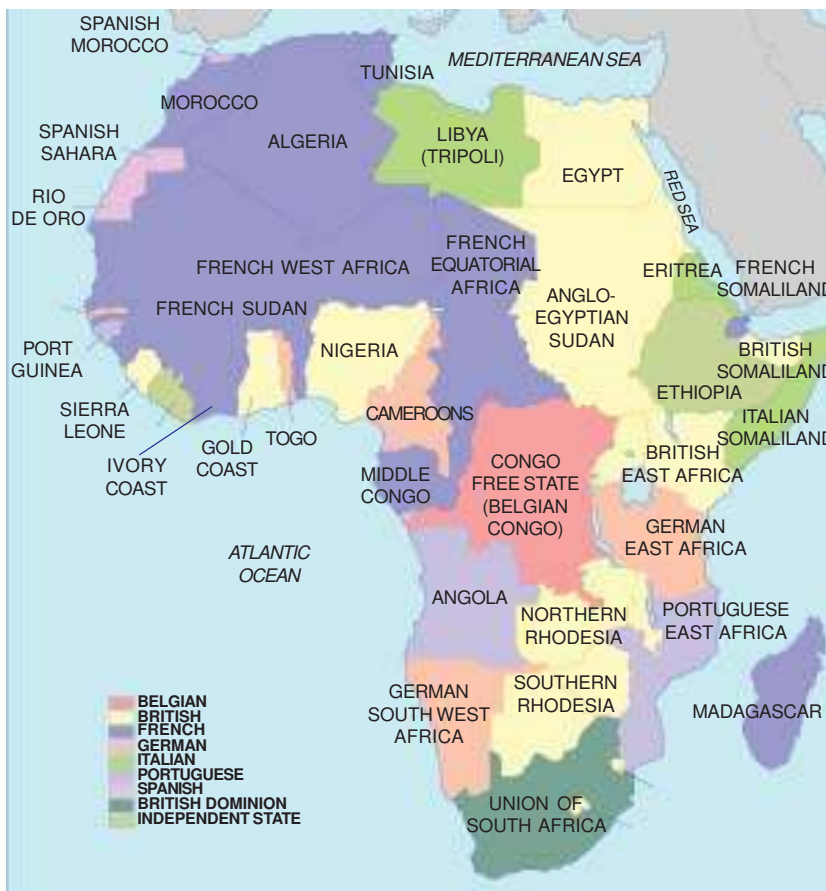 SPANISH
MOROCCO
MEDITERRANEAN SEA
TUNISIA
MOROCCO
SPANISH
SAHARA
ALGERIA
LIBYA
(TRIPOLI)
EGYPT
RED SEA
RIO
DE ORO
FRENCH WEST AFRICA
FRENCH
EQUATORIAL
AFRICA
ERITREA
FRENCH
SOMALILAND
FRENCH SUDAN
ANGLO-
EGYPTIAN
SUDAN
PORT
GUINEA
NIGERIA
BRITISH
SOMALILAND
ETHIOPIA
SIERRA
LEONE
CAMEROONS
ITALIAN
SOMALILAND
IVORY
COAST
GOLD
COAST
TOGO
MIDDLE
CONGO
CONGO
FREE STATE
(BELGIAN
CONGO)
BRITISH
EAST AFRICA
GERMAN
EAST AFRICA
ATLANTIC
OCEAN
ANGOLA
NORTHERN
RHODESIA
PORTUGUESE
EAST AFRICA
GERMAN
SOUTH WEST
AFRICA
SOUTHERN
RHODESIA
MADAGASCAR
UNION OF
SOUTH AFRICA
BELGIAN
BRITISH
FRENCH
GERMAN
ITALIAN
PORTUGUESE
SPANISH
BRITISH DOMINION
INDEPENDENT STATE